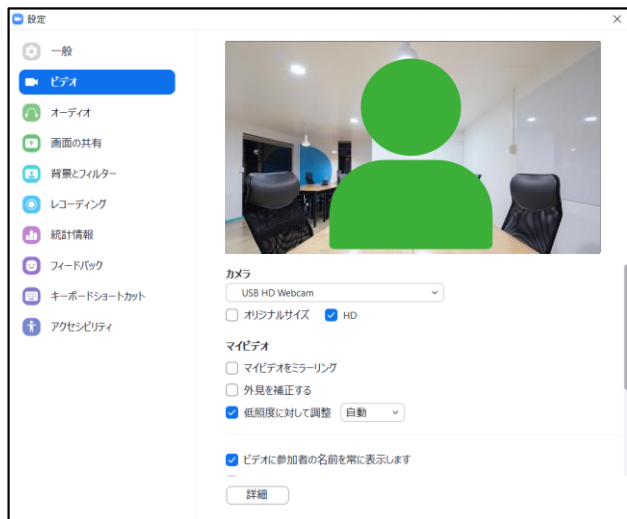 設定
一般
ビデオ
オーディオ
画面の共有
背景とフィルター
レコーディング
統計情報
フィードバック
キーボードショートカット
アクセシビリティ
カメラ
USB HD Webcam
オリジナルサイズ HD
マイビデオ
マイビデオをミラーリング
外見を補正する
低照度に対して調整 自動
ビデオに参加者の名前を常に表示します
詳細